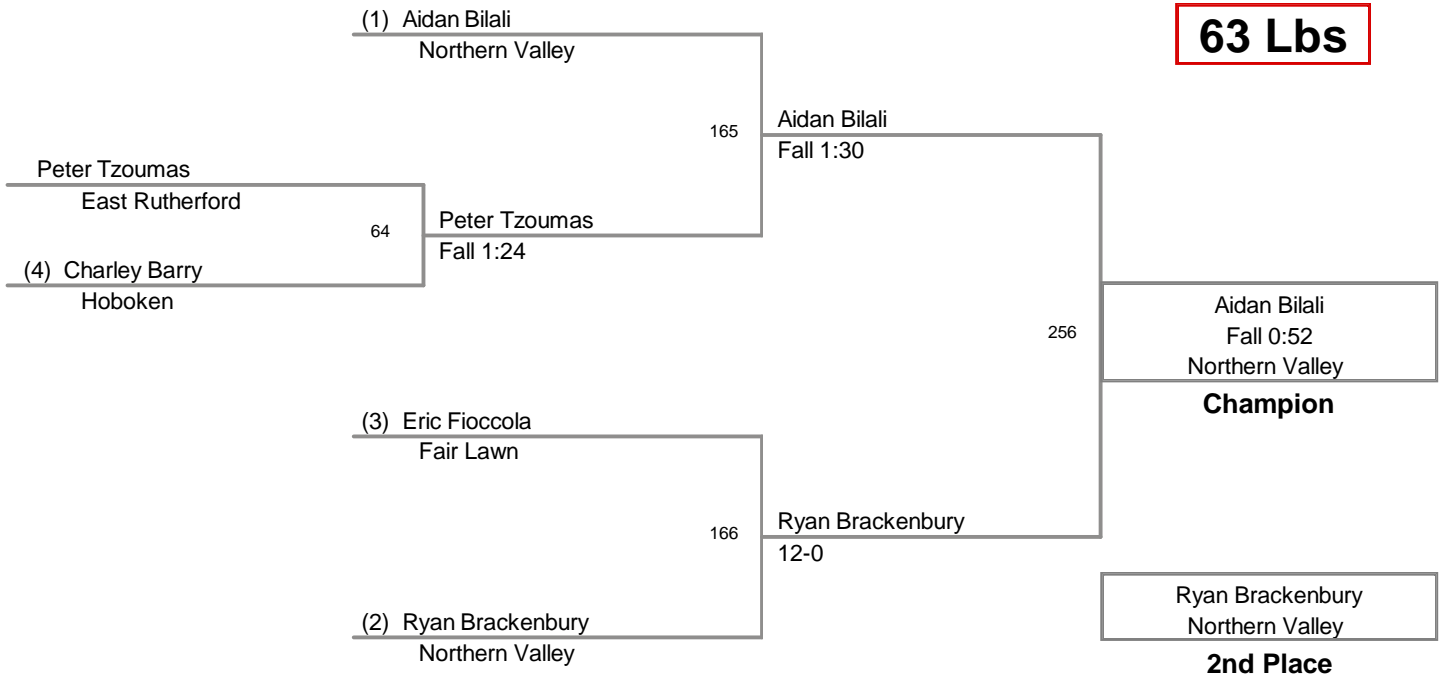 (1) Aidan Bilali
Northern Valley
63 Lbs
165
Aidan Bilali
Fall 1:30
Peter Tzoumas
East Rutherford
64
Peter Tzoumas
Fall 1:24
(4) Charley Barry
Hoboken
256
Aidan Bilali
Fall 0:52
Northern Valley
Champion
(3) Eric Fioccola
Fair Lawn
166
Ryan Brackenbury
12-0
(2) Ryan Brackenbury
Northern Valley
Ryan Brackenbury
Northern Valley
2nd Place